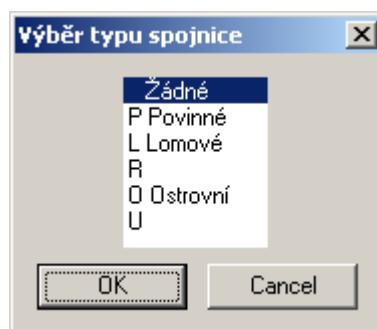 Výběr typu spojnice
Žádné
P Povinné
L Lomové
R
O Ostrovní
U
OK
Cancel